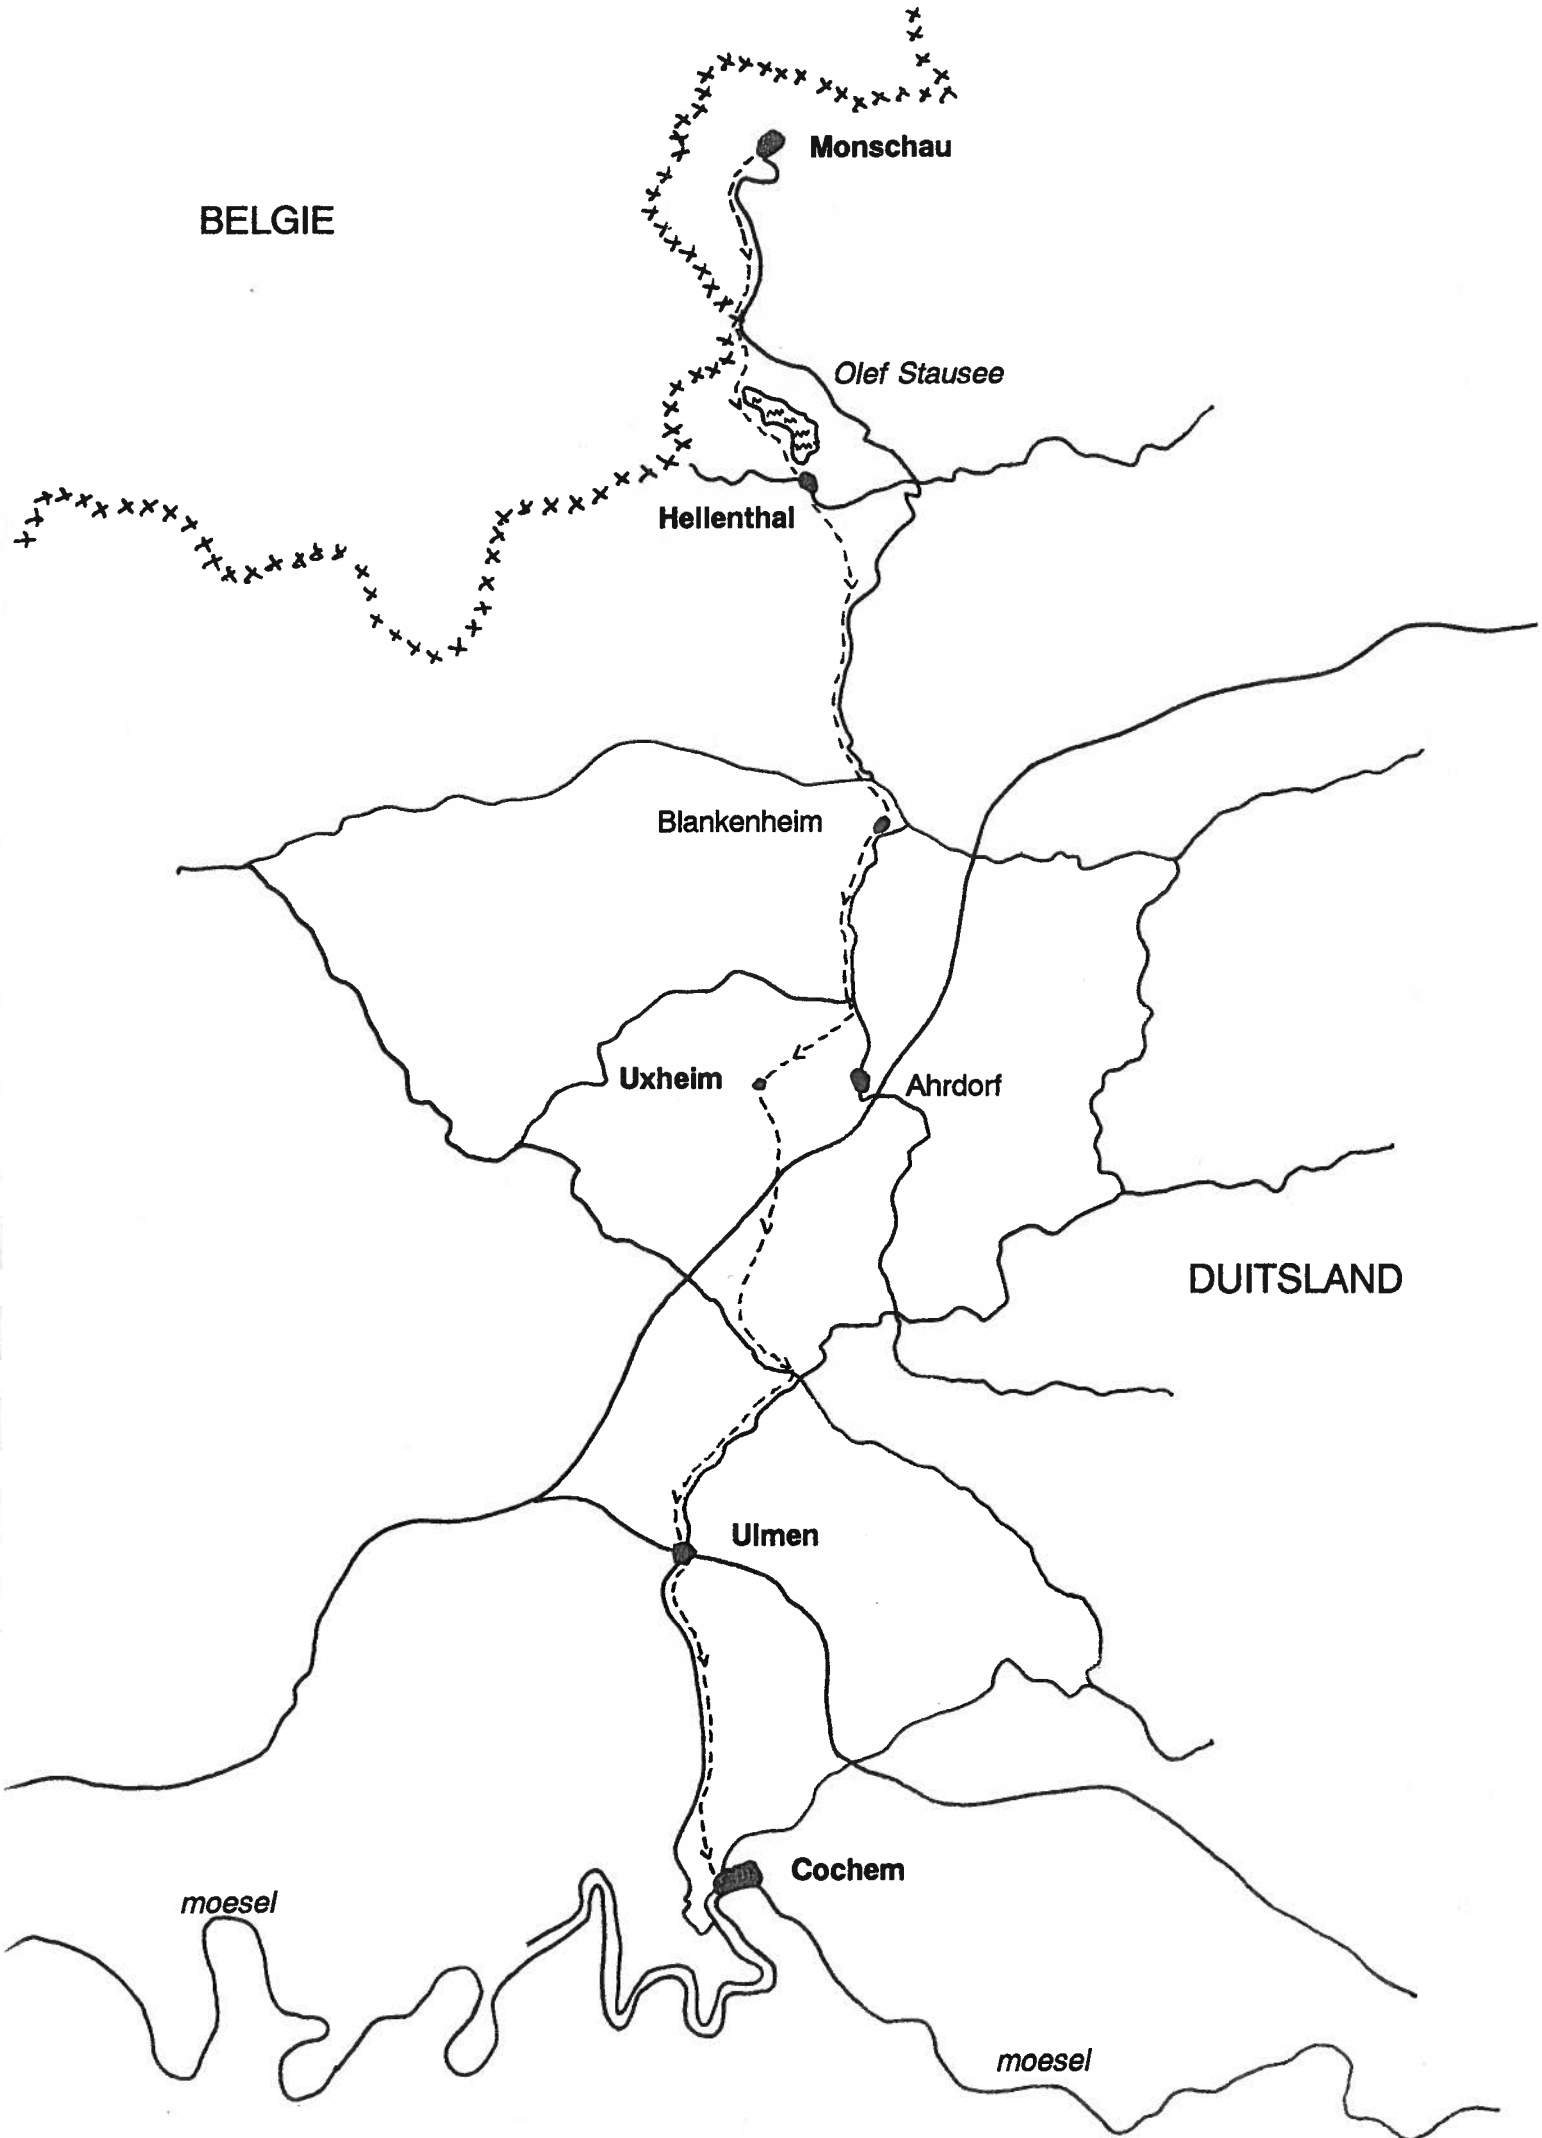 Monschau
BELGIE
Olef Stausee
Hellenthal
Blankenheim
Uxheim
Ahrdorf
DUITSLAND
Ulmen
Cochem
moesel
moesel